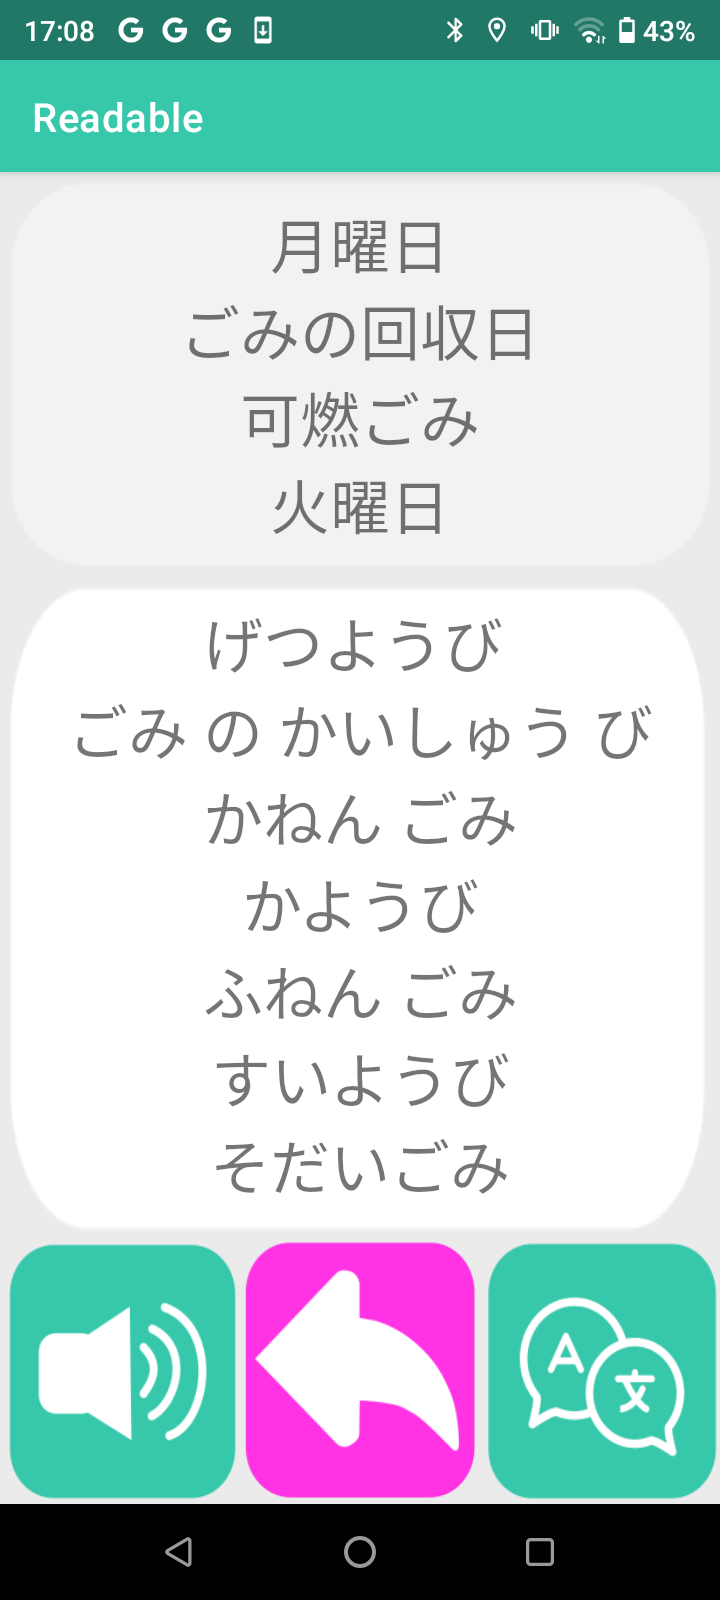 17:08 G G G 43%
Readable
月曜日
ごみの回収日
可燃ごみ
火曜日
げつようび
ごみ の かいしゅう び
かねん ごみ
かようび
ふねん ごみ
すいようび
そだいごみ
A 文